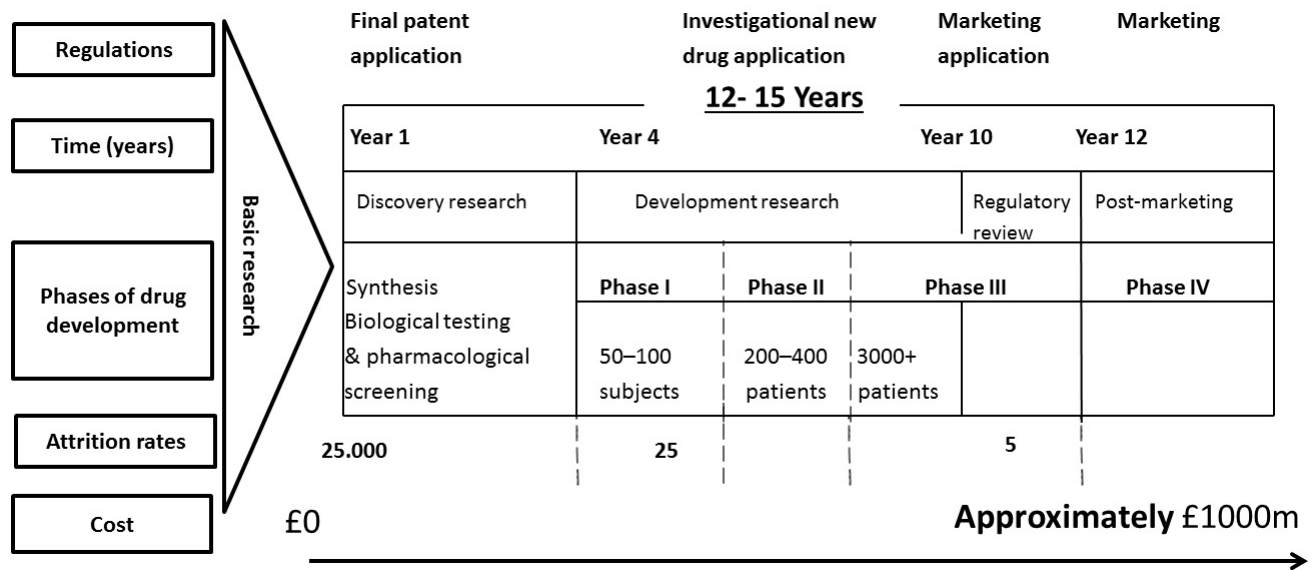 Regulations
Time (years)
Phases of drug
development
Attrition rates
Cost
Basic research
Final patent
application
Investigational new
drug application
Marketing
application
Marketing
12- 15 Years
Year 1
Year 4
Year 10
Year 12
Discovery research
Development research
Regulatory
review
Post-marketing
Synthesis
Biological testing
& pharmacological
screening
Phase I
Phase II
Phase III
Phase IV
50–100
subjects
200–400
patients
3000+
patients
25.000
25
5
£0
Approximately £1000m